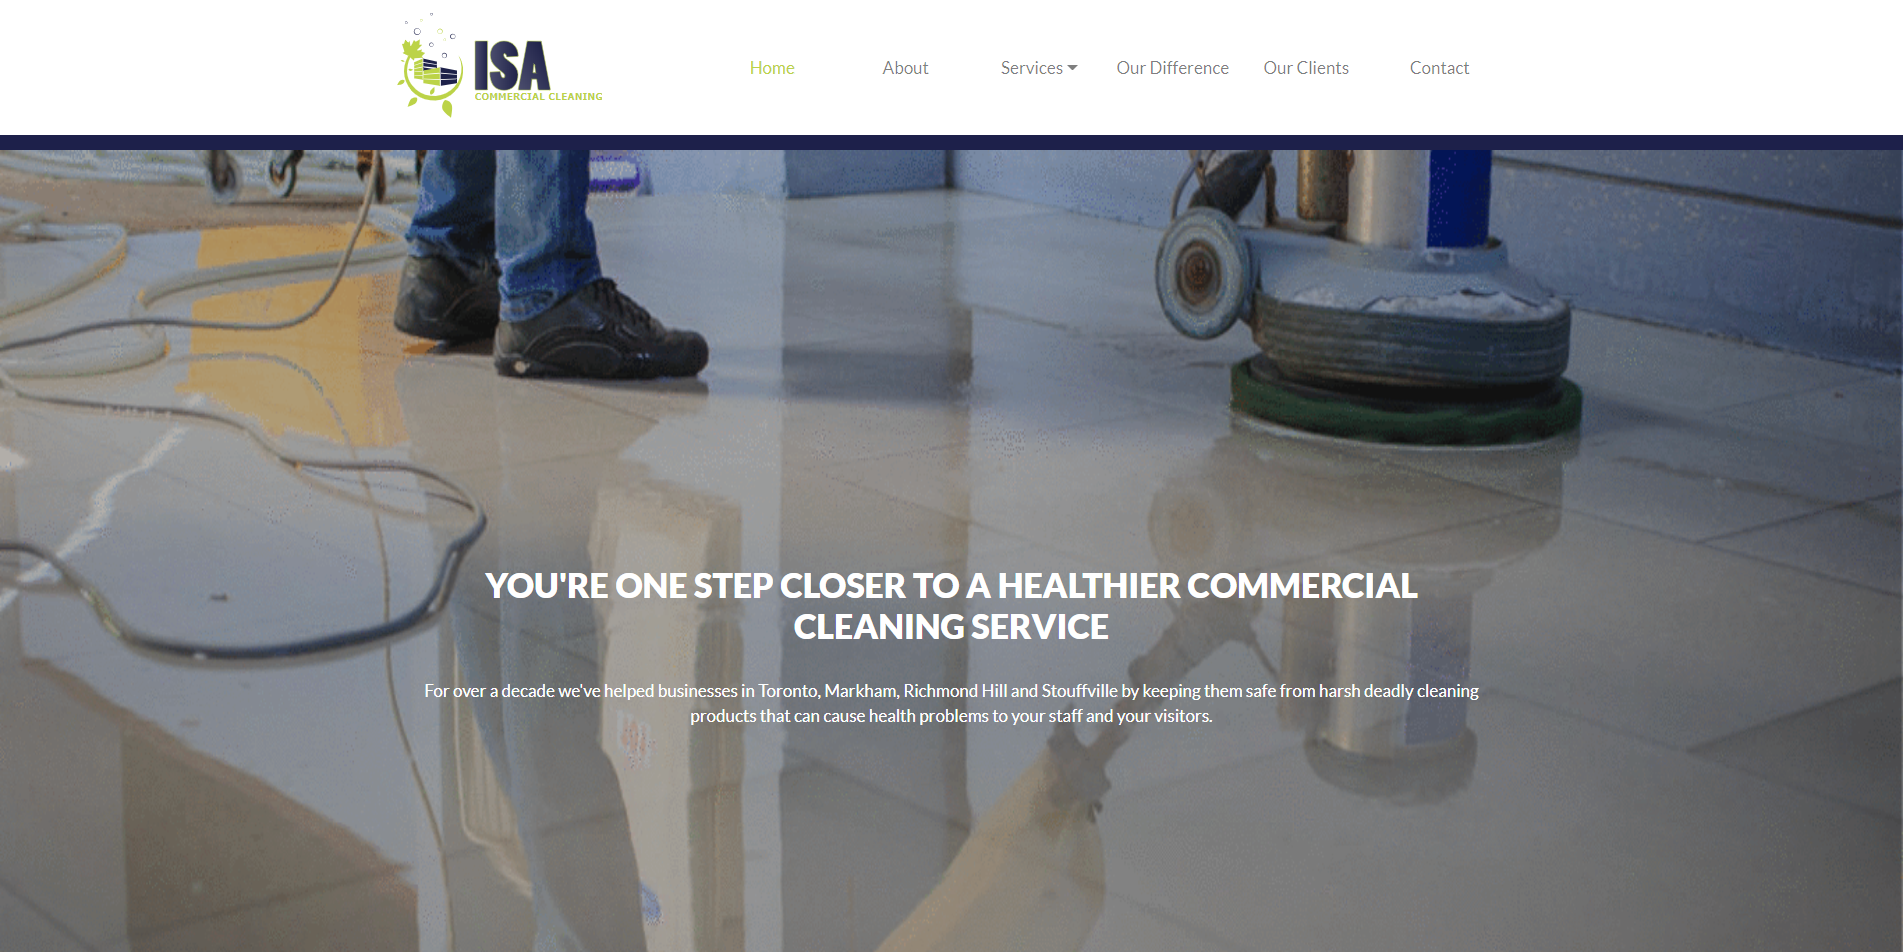 ISA
COMMERCIAL CLEANING
Home
About
Services
Our Difference
Our Clients
Contact
YOU'RE ONE STEP CLOSER TO A HEALTHIER COMMERCIAL
CLEANING SERVICE
For over a decade we've helped businesses in Toronto, Markham, Richmond Hill and Stouffville by keeping them safe from harsh deadly cleaning
products that can cause health problems to your staff and your visitors.